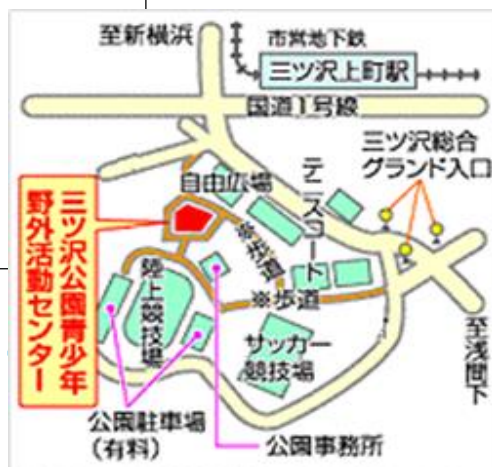 至新横浜
市営地下鉄
三ツ沢上町駅
国道1号線
三ツ沢総合
グランド入口
自由広場
テニスコート
三ツ沢公園青少年
野外活動センター
※歩道
※歩道
陸上競技場
サッカー
競技場
至浅間下
公園駐車場
(有料)
公園事務所